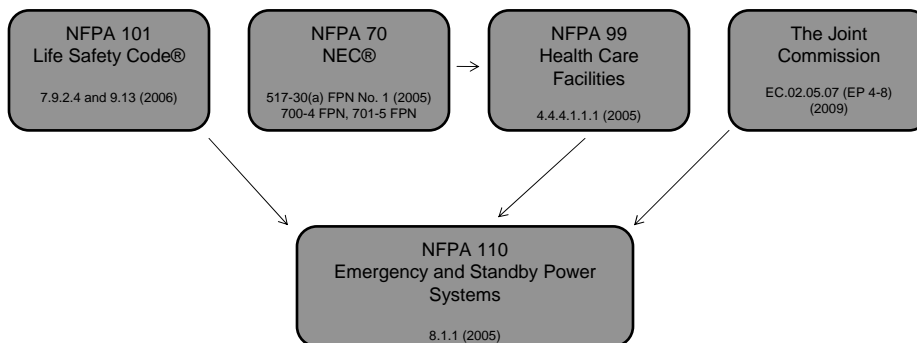 NFPA 101
Life Safety Code®
7.9.2.4 and 9.13 (2006)
NFPA 70
NEC®
517-30(a) FPN No. 1 (2005)
700-4 FPN, 701-5 FPN
NFPA 99
Health Care
Facilities
4.4.4.1.1.1 (2005)
The Joint
Commission
EC.02.05.07 (EP 4-8)
(2009)
NFPA 110
Emergency and Standby Power
Systems
8.1.1 (2005)